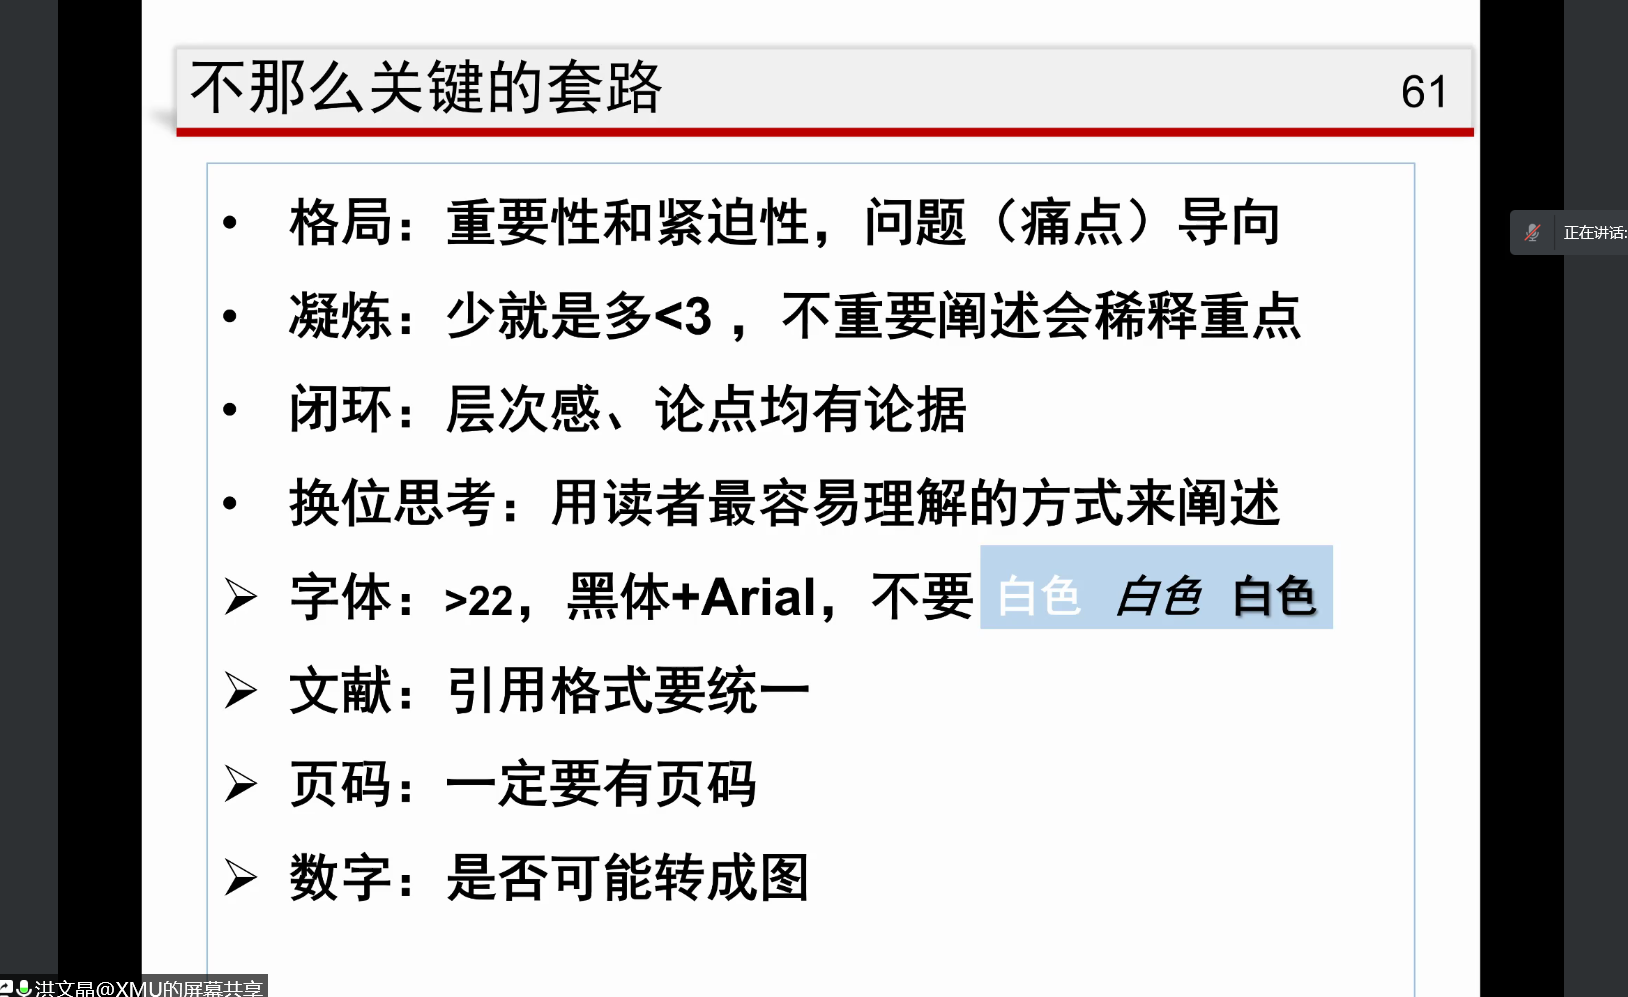 不那么关键的套路
61
• 格局：重要性和紧迫性，问题（痛点）导向
• 凝炼：少就是多<3 ，不重要阐述会稀释重点
• 闭环：层次感、论点均有论据
• 换位思考：用读者最容易理解的方式来阐述
➢ 字体：>22，黑体+Arial，不要 白色 白色 白色
➢ 文献：引用格式要统一
➢ 页码：一定要有页码
➢ 数字：是否可能转成图
正在讲话:
洪文晶@XMU的屏幕共享